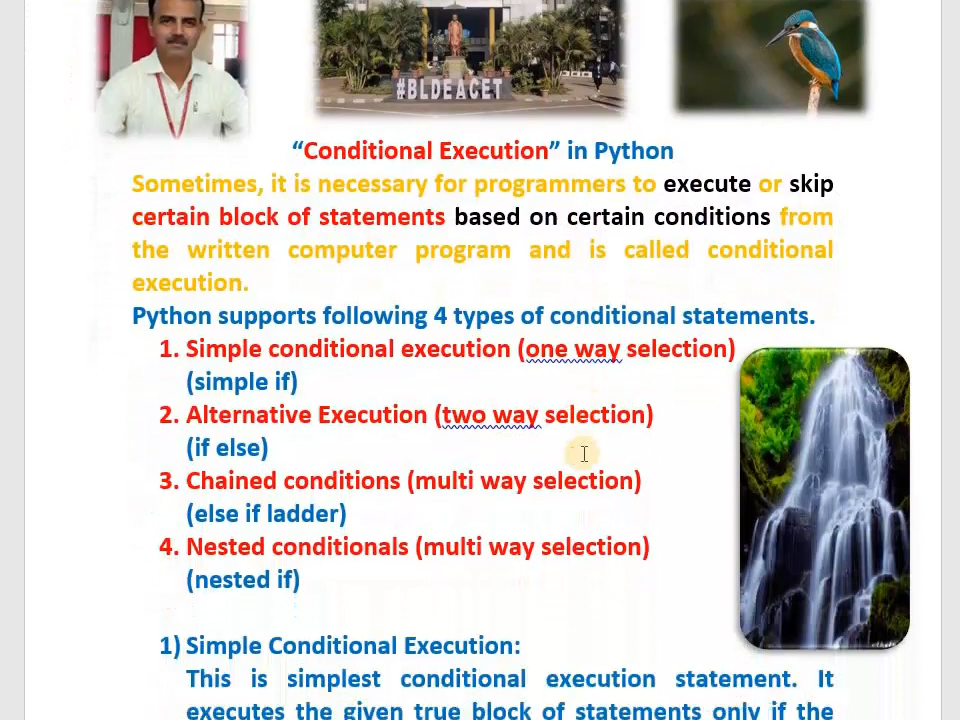 #BLDEACET
“Conditional Execution” in Python
Sometimes, it is necessary for programmers to execute or skip
certain block of statements based on certain conditions from
the written computer program and is called conditional
execution.
Python supports following 4 types of conditional statements.
1. Simple conditional execution (one way selection)
(simple if)
2. Alternative Execution (two way selection)
(if else)
3. Chained conditions (multi way selection)
(else if ladder)
4. Nested conditionals (multi way selection)
(nested if)
1) Simple Conditional Execution:
This is simplest conditional execution statement. It
executes the given true block of statements only if the